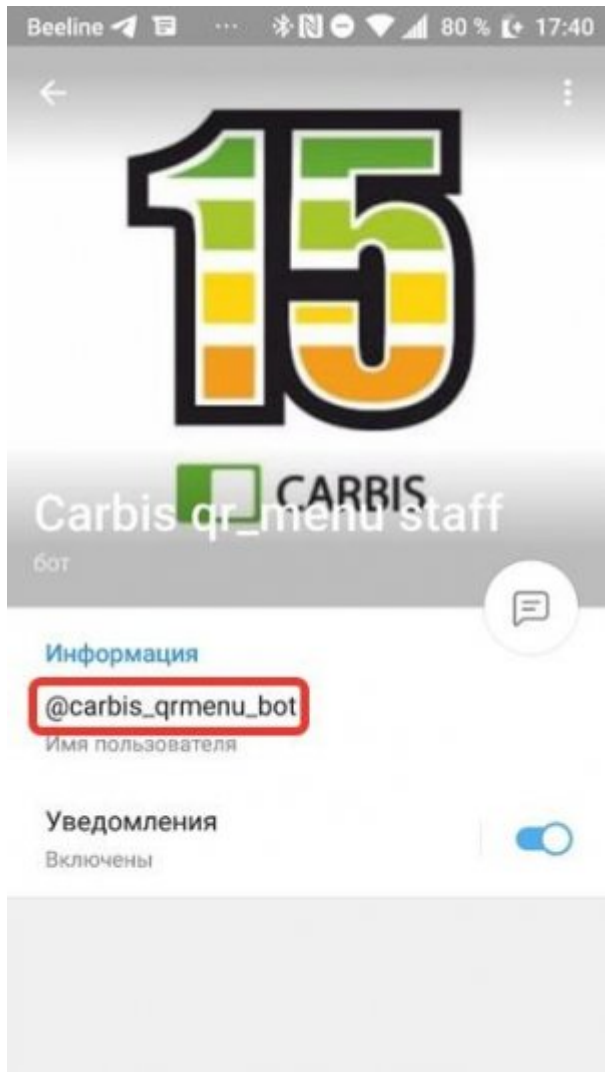 Beeline ... 80 % 17:40
15
CARBIS
Carbis qr_menu staff
бот
Информация
@carbis_qrmenu_bot
Имя пользователя
Уведомления
Включены